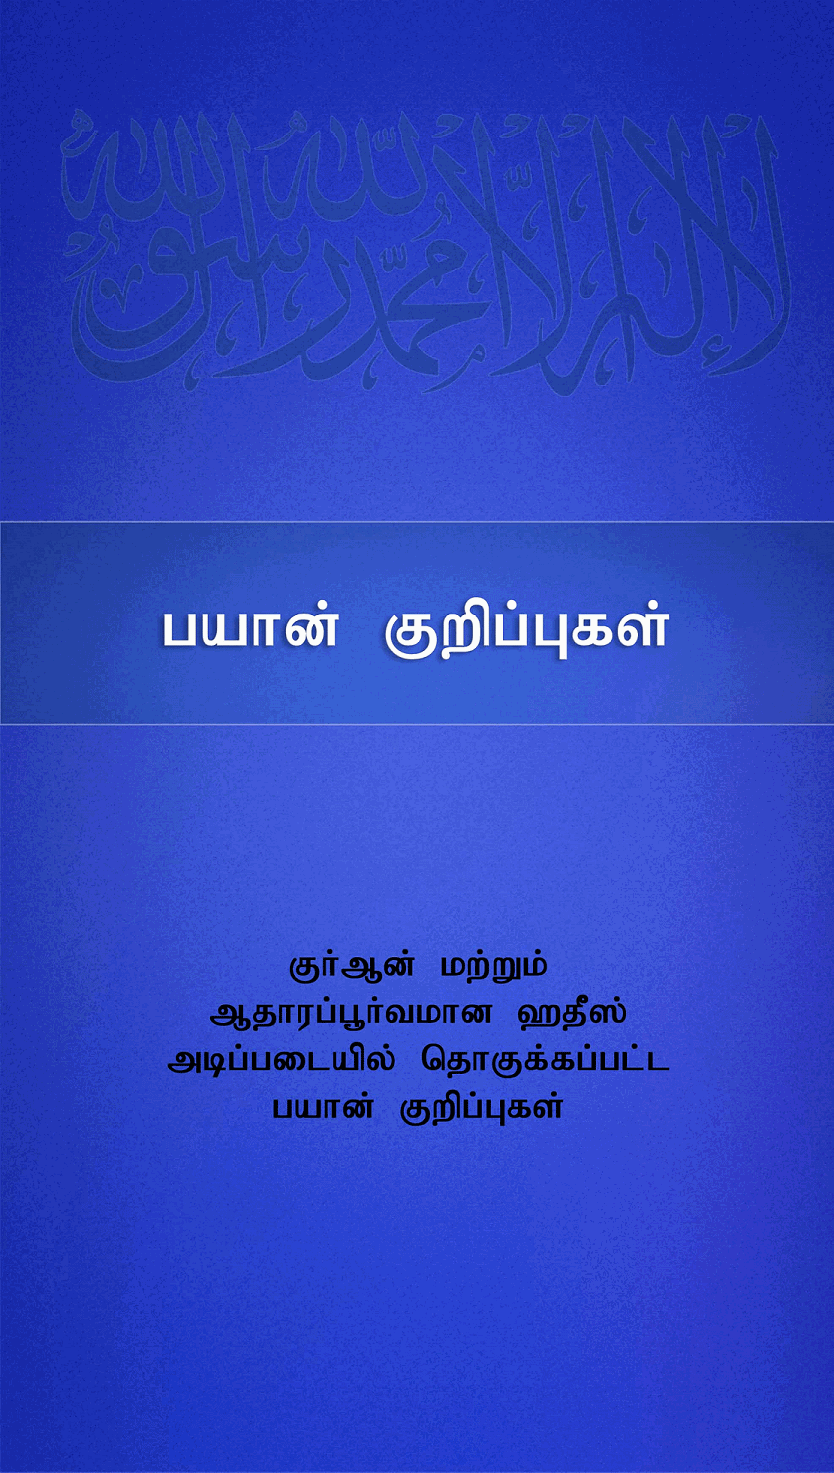 لا إله إلا الله محمد رسول الله
பயான் குறிப்புகள்
குர்ஆன் மற்றும்
ஆதாரப்பூர்வமான ஹதீஸ்
அடிப்படையில் தொகுக்கப்பட்ட
பயான் குறிப்புகள்